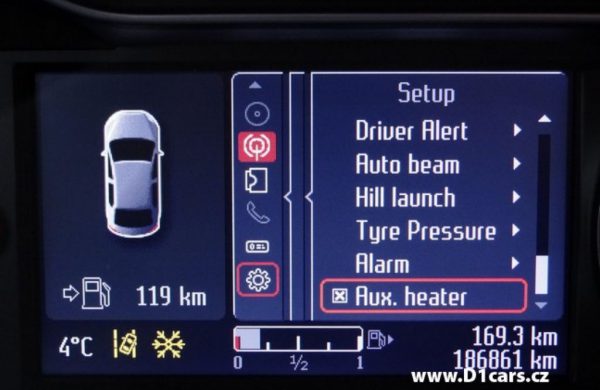 Setup
Driver Alert
Auto beam
Hill launch
Tyre Pressure
Alarm
Aux. heater
119 km
4°C
0 1/2 1
169.3 km
186861 km
www.D1cars.cz